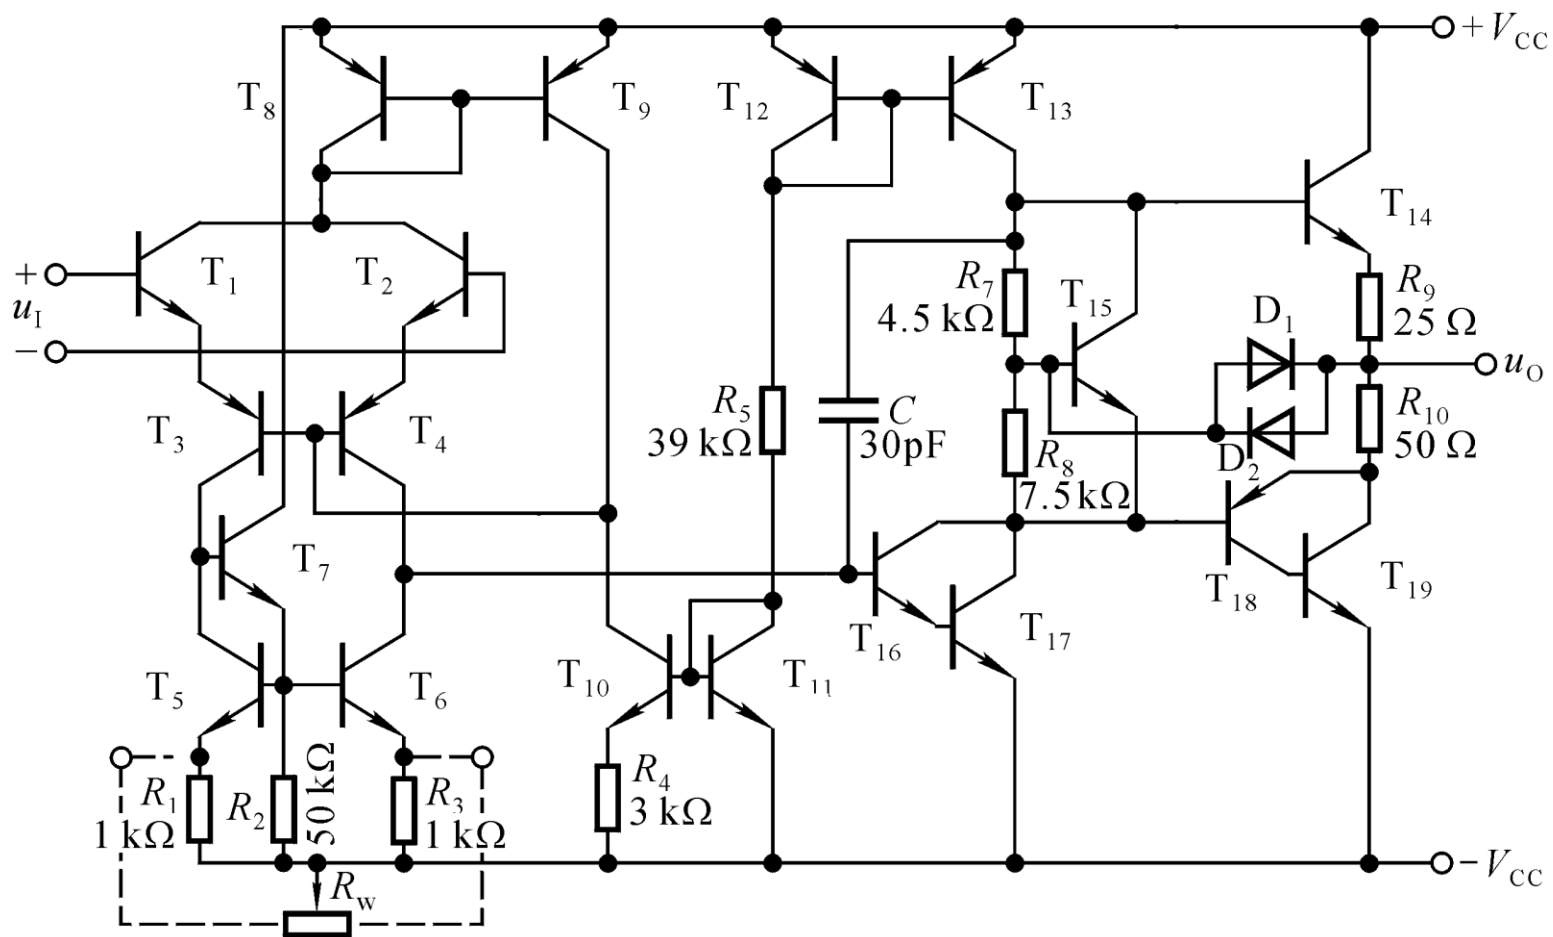 +V_CC
T_8
T_9
T_12
T_13
T_14
+
u_I
−
T_1
T_2
R_7
4.5 kΩ
T_15
D_1
R_9
25 Ω
u_O
T_3
T_4
R_5
39 kΩ
C
30pF
R_8
7.5 kΩ
D_2
R_10
50 Ω
T_7
T_18
T_19
T_16
T_17
T_5
T_6
T_10
T_11
R_1
1 kΩ
R_2
50 kΩ
R_3
1 kΩ
R_4
3 kΩ
R_w
−V_CC